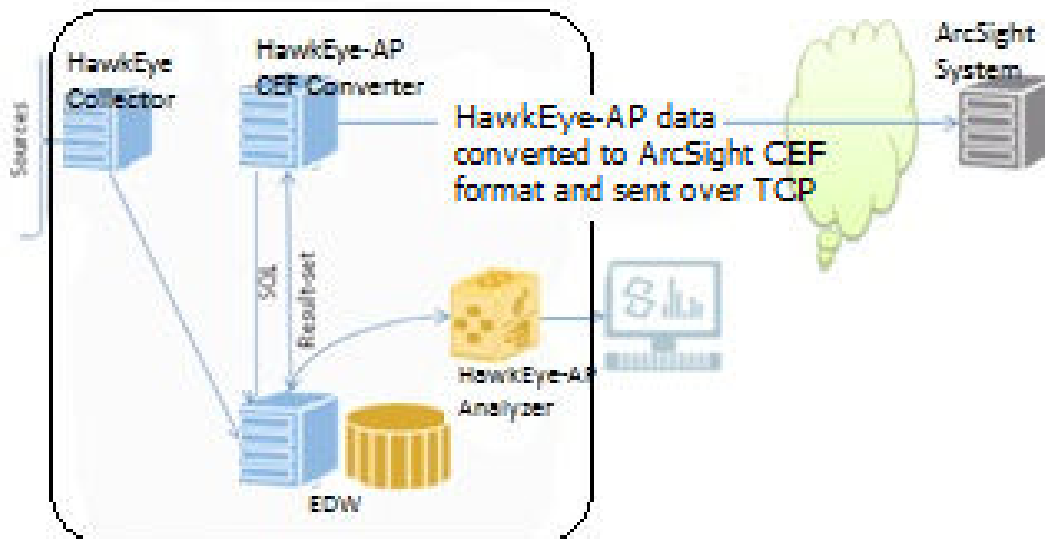 HawkEye
Collector
HawkEye-AP
CEF Converter
ArcSight
System
Sources
HawkEye-AP data
converted to ArcSight CEF
format and sent over TCP
SQL
Result-set
HawkEye-AP
Analyzer
EDW